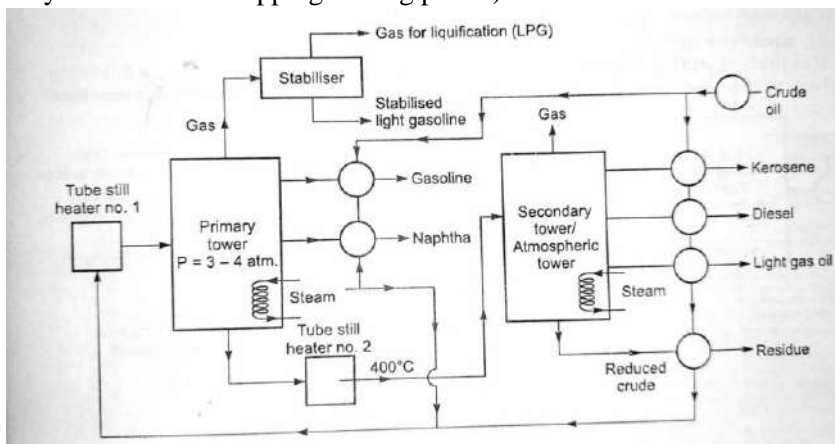 Gas for liquification (LPG)
Stabiliser
Stabilised
light gasoline
Gas
Crude
oil
Gas
Tube still
heater no. 1
Gasoline
Kerosene
Primary
tower
P = 3 – 4 atm.
Naphtha
Secondary
tower/
Atmospheric
tower
Diesel
Light gas oil
Steam
Steam
Tube still
heater no. 2
400°C
Reduced
crude
Residue